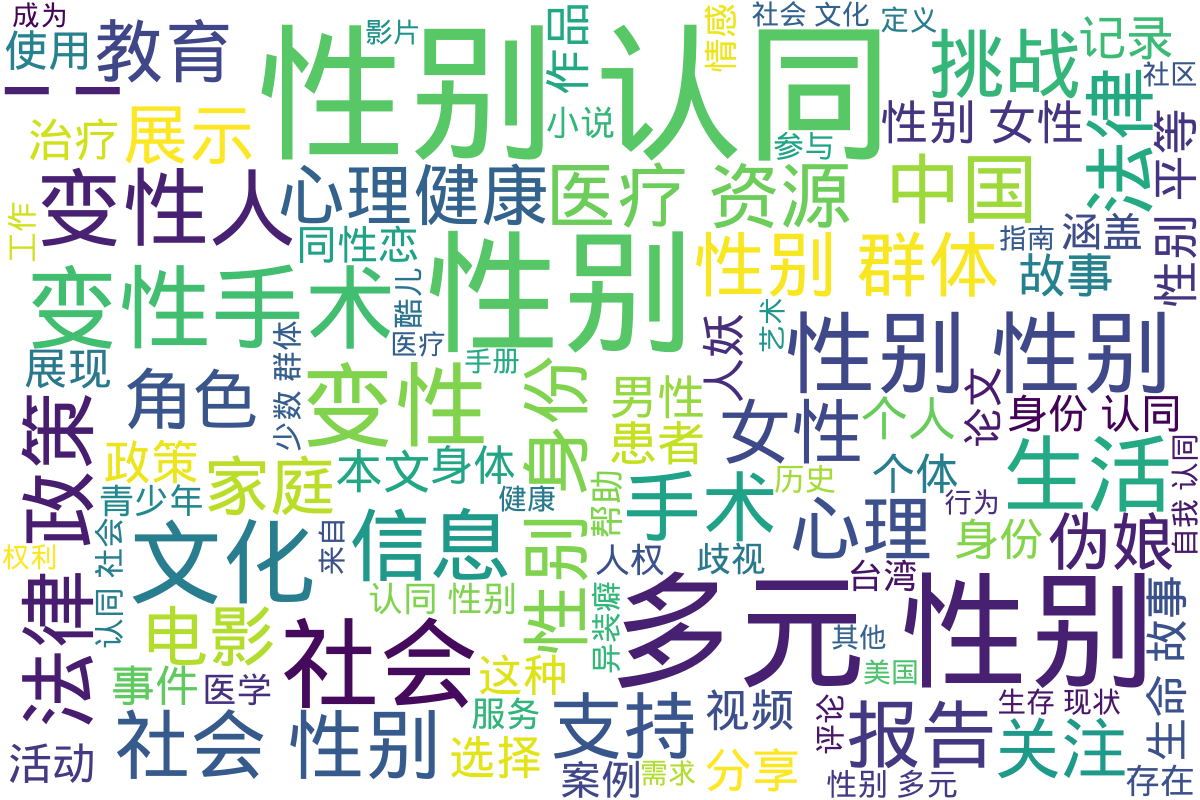 成为
使用
教育
一 一
性别 认同
影片
作品
情感
社会 文化
定义
挑战
记录
社区
法律
平等
治疗
展示
小说
参与
性别 女性
变性人
心理健康
医疗 资源
中国
工作
同性恋
性别 群体
指南
涵盖
性别
故事
变性手术
酷儿
性别
医疗
少数 群体
手册
人妖
艺术
性别 性别
展现
角色
变性
身份
男性
患者
女性
个人
论文
身份 认同
政策
政策
家庭
本文
身体
健康
帮助
手术
历史
个体
生活
自我 认同
青少年
权利
认同 社会
文化
来自
信息
性别
人权
歧视
心理
行为
身份
伪娘
法律
电影
社会
认同 性别
异装癖
多元 性别
台湾
故事
其他
美国
事件
医学
这种
服务
支持
视频
评论
报告
生存 现状
关注
生命
活动
社会 性别
选择
案例
需求
分享
性别 多元
存在